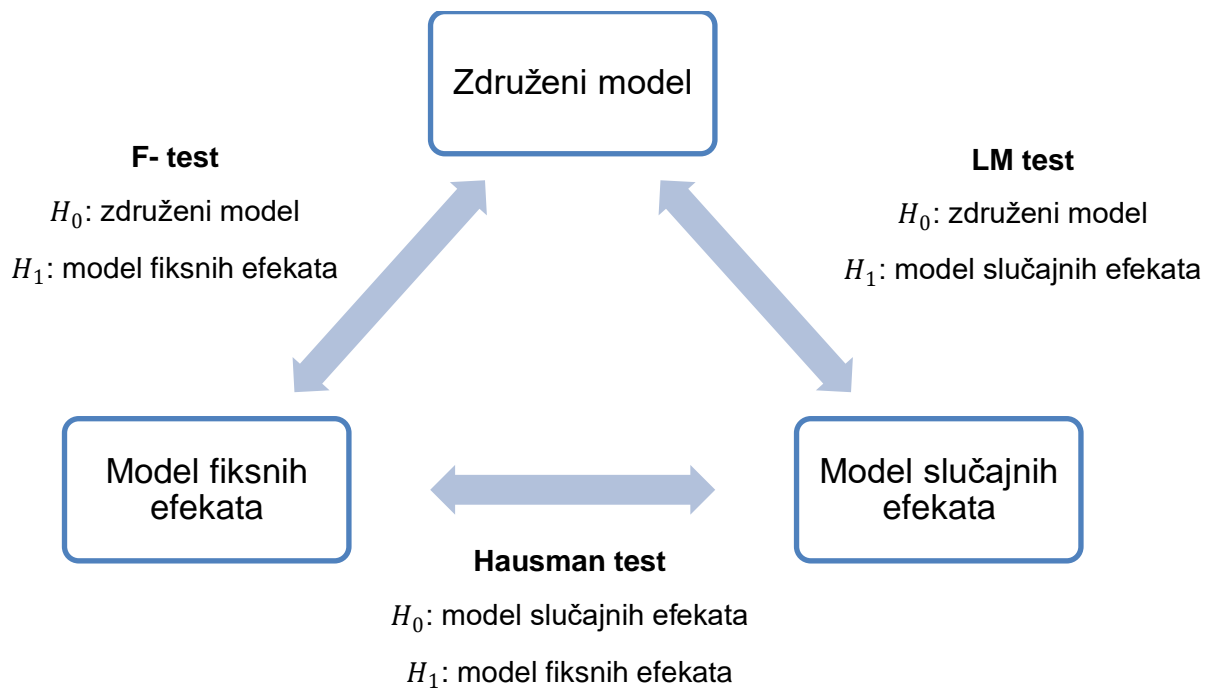 Združeni model
F- test
H₀: združeni model
H₁: model fiksnih efekata
LM test
H₀: združeni model
H₁: model slučajnih efekata
Model fiksnih
efekata
Model slučajnih
efekata
Hausman test
H₀: model slučajnih efekata
H₁: model fiksnih efekata